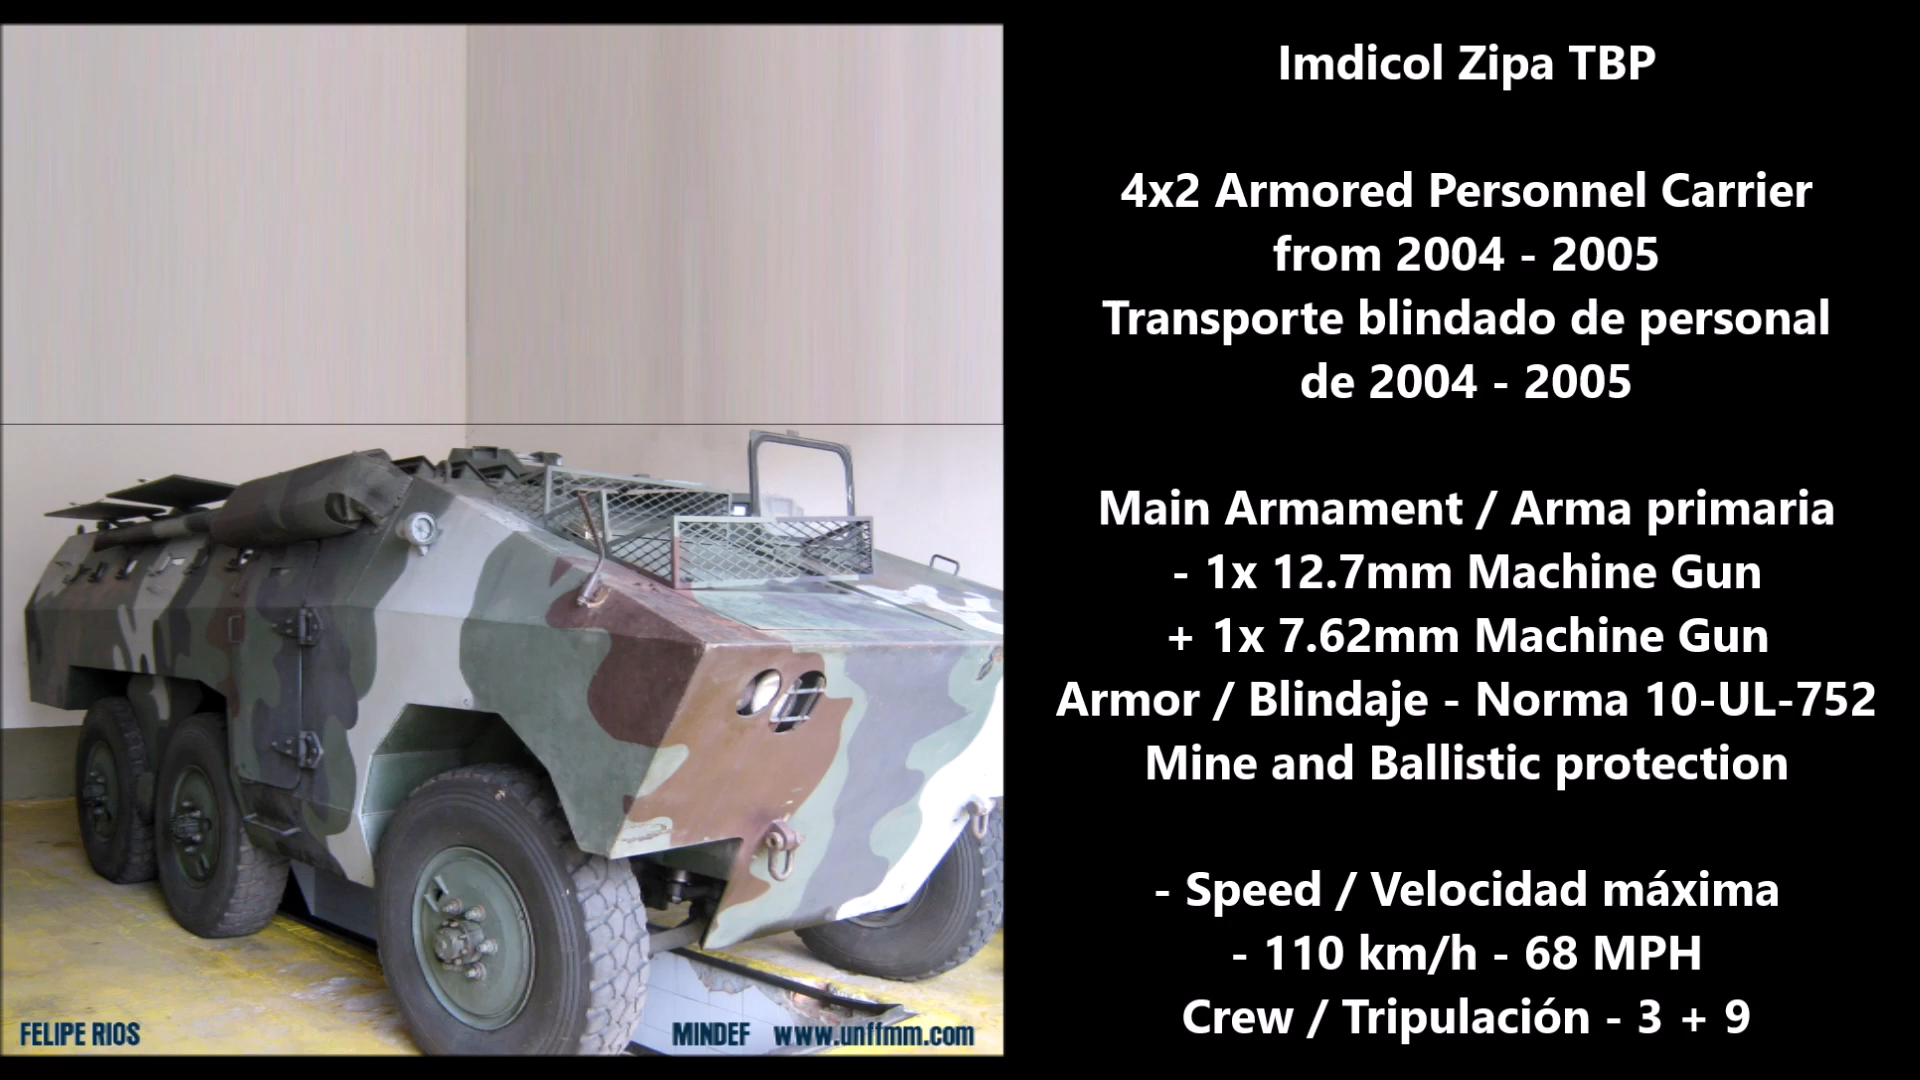 Imdicol Zipa TBP
4x2 Armored Personnel Carrier
from 2004 - 2005
Transporte blindado de personal
de 2004 - 2005
Main Armament / Arma primaria
- 1x 12.7mm Machine Gun
+ 1x 7.62mm Machine Gun
Armor / Blindaje - Norma 10-UL-752
Mine and Ballistic protection
- Speed / Velocidad máxima
- 110 km/h - 68 MPH
Crew / Tripulación - 3 + 9
FELIPE RIOS
MINDEF www.unffmm.com